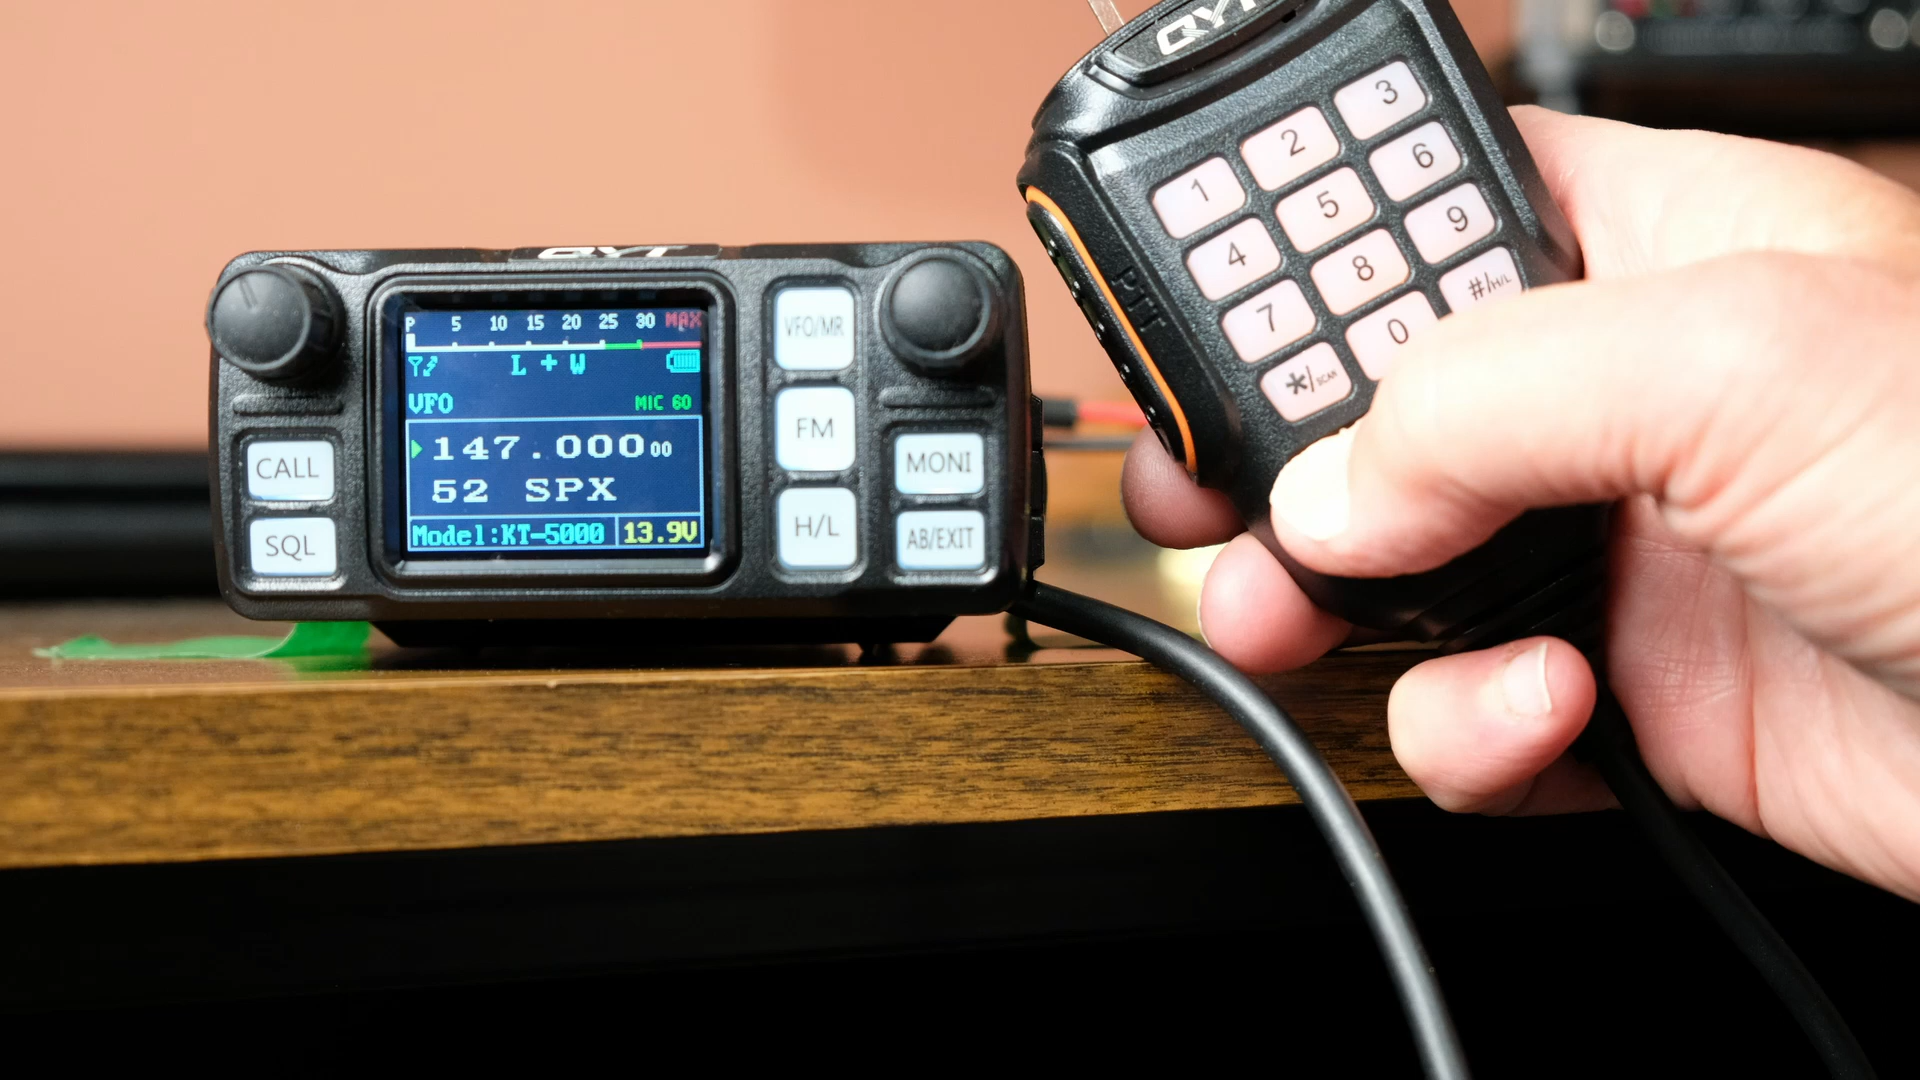 QYT
P 5 10 15 20 25 30 MAX
L + W
VFO MIC 60
147.00000
52 SPX
Model:KT-5000 13.9V
CALL
SQL
VFO/MR
FM
H/L
MONI
AB/EXIT
QYT
1 2 3
4 5 6
7 8 9
*/SCAN 0 #/H/L
PTT